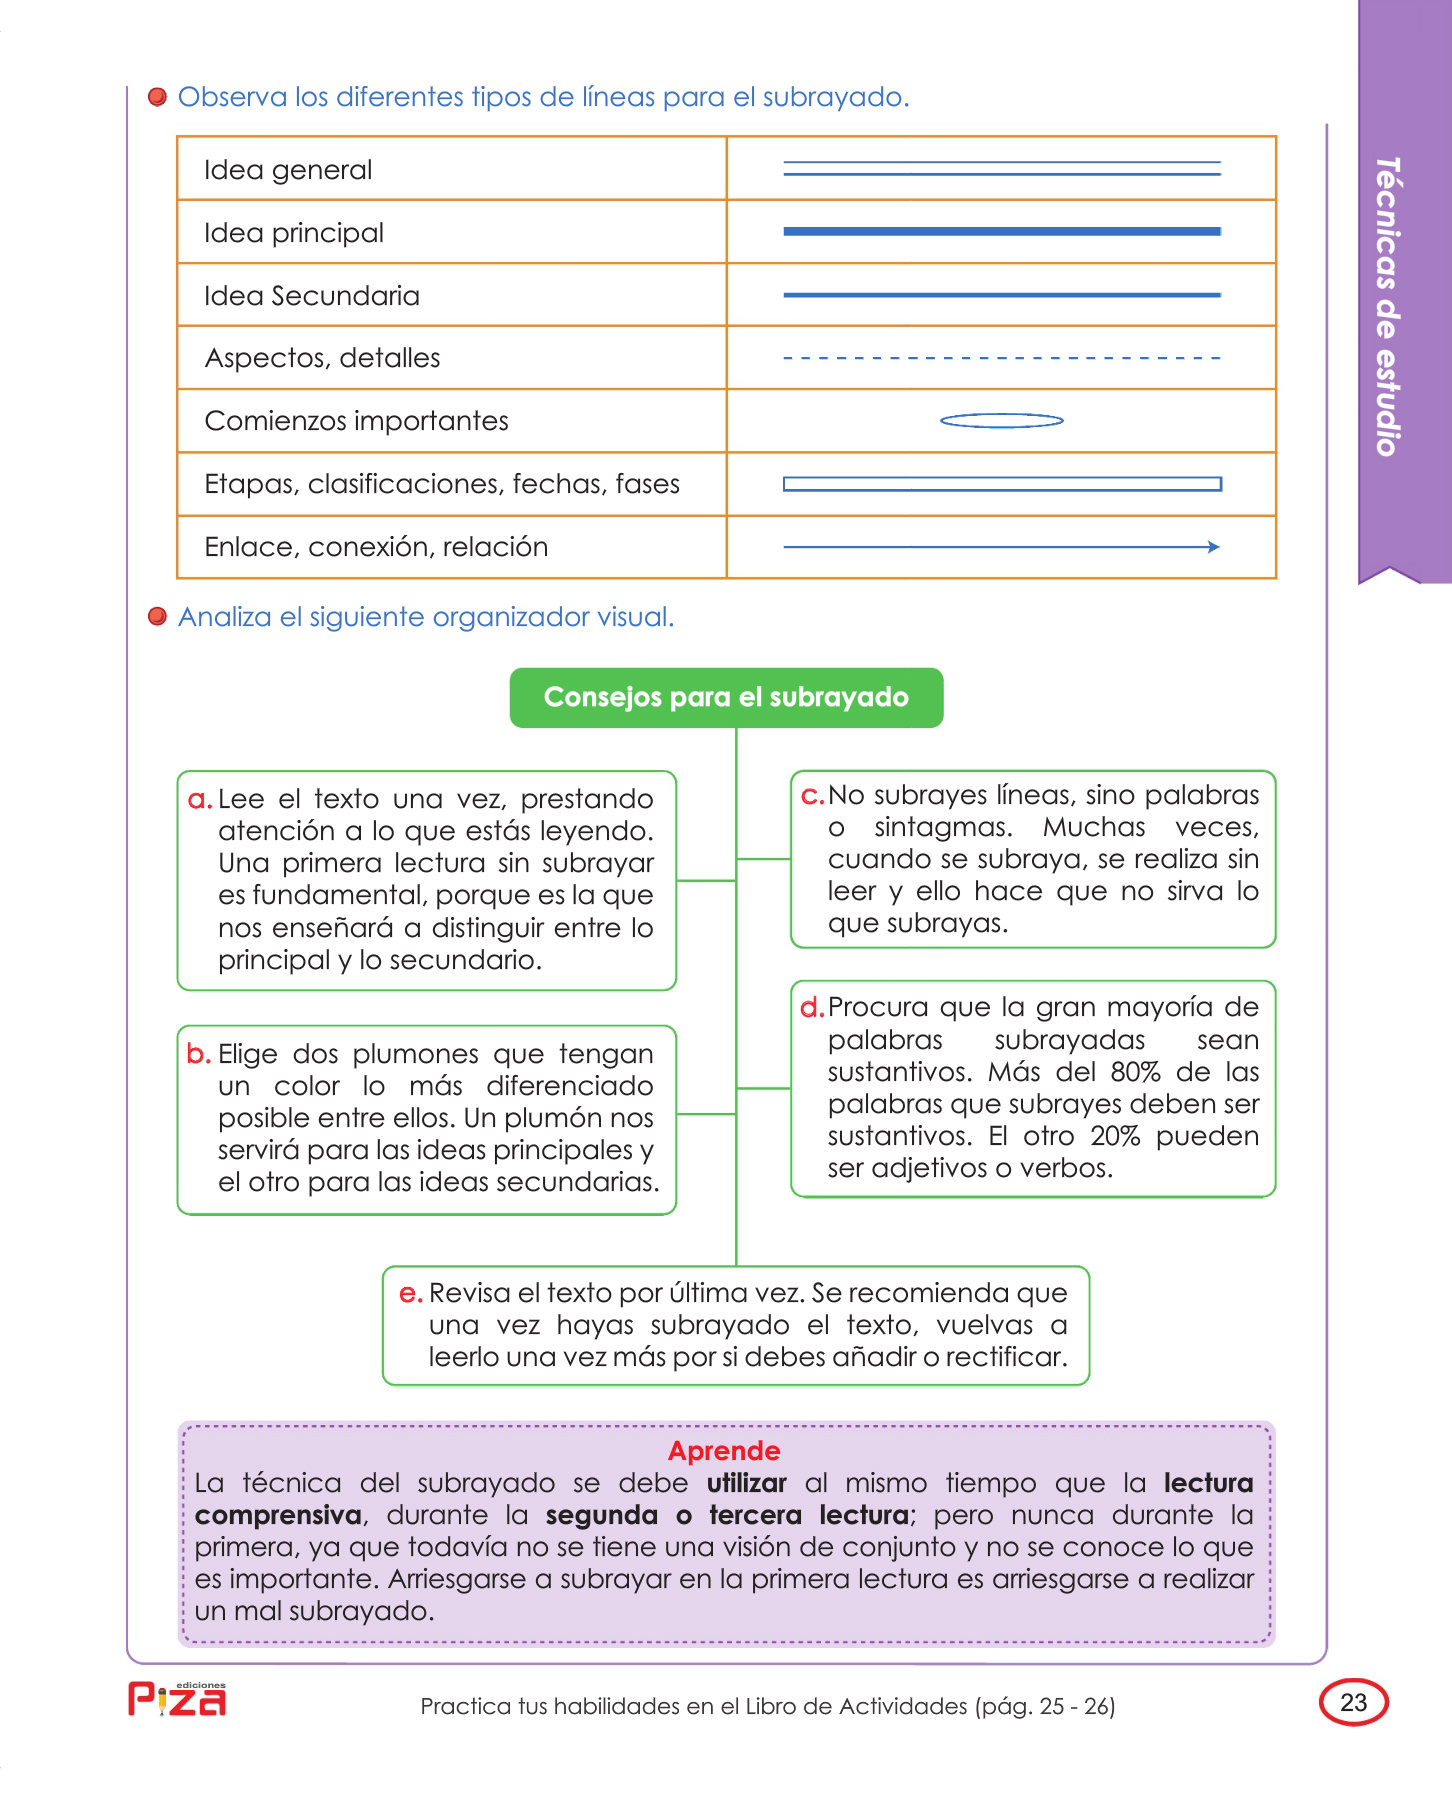 Observa los diferentes tipos de líneas para el subrayado.
Idea general
Idea principal
Idea Secundaria
Aspectos, detalles
Comienzos importantes
Etapas, clasificaciones, fechas, fases
Enlace, conexión, relación
Técnicas de estudio
Analiza el siguiente organizador visual.
Consejos para el subrayado
a. Lee el texto una vez, prestando
atención a lo que estás leyendo.
Una primera lectura sin subrayar
es fundamental, porque es la que
nos enseñará a distinguir entre lo
principal y lo secundario.
b. Elige dos plumones que tengan
un color lo más diferenciado
posible entre ellos. Un plumón nos
servirá para las ideas principales y
el otro para las ideas secundarias.
c. No subrayes líneas, sino palabras
o sintagmas. Muchas veces,
cuando se subraya, se realiza sin
leer y ello hace que no sirva lo
que subrayas.
d. Procura que la gran mayoría de
palabras subrayadas sean
sustantivos. Más del 80% de las
palabras que subrayes deben ser
sustantivos. El otro 20% pueden
ser adjetivos o verbos.
e. Revisa el texto por última vez. Se recomienda que
una vez hayas subrayado el texto, vuelvas a
leerlo una vez más por si debes añadir o rectificar.
Aprende
La técnica del subrayado se debe utilizar al mismo tiempo que la lectura
comprensiva, durante la segunda o tercera lectura; pero nunca durante la
primera, ya que todavía no se tiene una visión de conjunto y no se conoce lo que
es importante. Arriesgarse a subrayar en la primera lectura es arriesgarse a realizar
un mal subrayado.
ediciones
Piza
Practica tus habilidades en el Libro de Actividades (pág. 25 - 26)
23